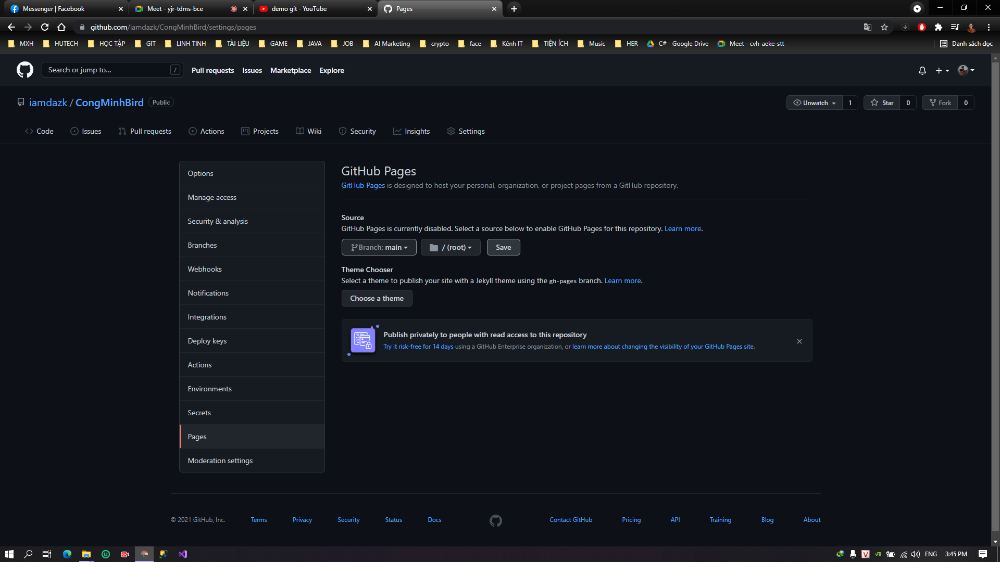 Messenger | Facebook
Meet - yjr-tdms-bce
demo git - YouTube
Pages
github.com/iamdazk/CongMinhBird/settings/pages
MXH
HUTECH
HỌC TẬP
GIT
LINH TINH
TÀI LIỆU
GAME
JAVA
JOB
AI Marketing
crypto
face
Kênh IT
TIỆN ÍCH
Music
HER
C# - Google Drive
Meet - cvh-aeke-stt
Danh sách đọc
Search or jump to...
/
Pull requests
Issues
Marketplace
Explore
iamdazk / CongMinhBird
Public
Unwatch
1
Star
0
Fork
0
Code
Issues
Pull requests
Actions
Projects
Wiki
Security
Insights
Settings
Options
Manage access
Security & analysis
Branches
Webhooks
Notifications
Integrations
Deploy keys
Actions
Environments
Secrets
Pages
Moderation settings
GitHub Pages
GitHub Pages is designed to host your personal, organization, or project pages from a GitHub repository.
Source
GitHub Pages is currently disabled. Select a source below to enable GitHub Pages for this repository. Learn more.
Branch: main
/ (root)
Save
Theme Chooser
Select a theme to publish your site with a Jekyll theme using the gh-pages branch. Learn more.
Choose a theme
Publish privately to people with read access to this repository
Try it risk-free for 14 days using a GitHub Enterprise organization, or learn more about changing the visibility of your GitHub Pages site.
© 2021 GitHub, Inc.
Terms
Privacy
Security
Status
Docs
Contact GitHub
Pricing
API
Training
Blog
About
ENG
3:45 PM